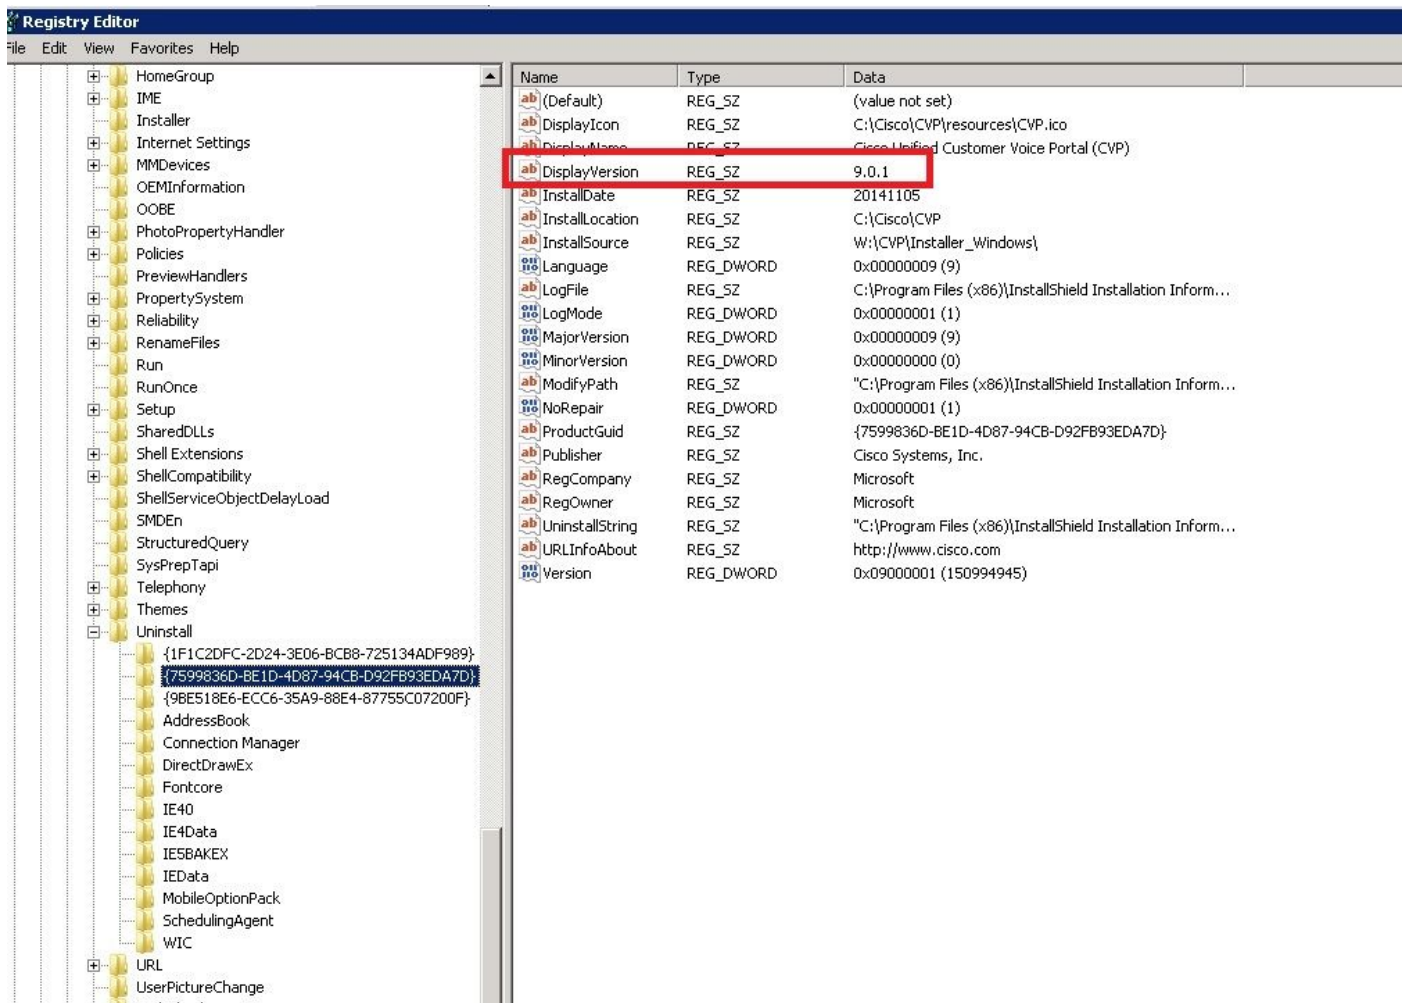 Registry Editor
File Edit View Favorites Help
HomeGroup
IME
Installer
Internet Settings
MMDevices
OEMInformation
OOBE
PhotoPropertyHandler
Policies
PreviewHandlers
PropertySystem
Reliability
RenameFiles
Run
RunOnce
Setup
SharedDLLs
Shell Extensions
ShellCompatibility
ShellServiceObjectDelayLoad
SMDEn
StructuredQuery
SysPrepTapi
Telephony
Themes
Uninstall
{1F1C2DFC-2D24-3E06-BCB8-725134ADF989}
{7599836D-BE1D-4D87-94CB-D92FB93EDA7D}
{9BE518E6-ECC6-35A9-88E4-87755C07200F}
AddressBook
Connection Manager
DirectDrawEx
Fontcore
IE40
IE4Data
IE5BAKEX
IEData
MobileOptionPack
SchedulingAgent
WIC
URL
UserPictureChange
Name Type Data
(Default) REG_SZ (value not set)
DisplayIcon REG_SZ C:\Cisco\CVP\resources\CVP.ico
DisplayName REG_SZ Cisco Unified Customer Voice Portal (CVP)
DisplayVersion REG_SZ 9.0.1
InstallDate REG_SZ 20141105
InstallLocation REG_SZ C:\Cisco\CVP
InstallSource REG_SZ W:\CVP\Installer_Windows\
Language REG_DWORD 0x00000009 (9)
LogFile REG_SZ C:\Program Files (x86)\InstallShield Installation Inform...
LogMode REG_DWORD 0x00000001 (1)
MajorVersion REG_DWORD 0x00000009 (9)
MinorVersion REG_DWORD 0x00000000 (0)
ModifyPath REG_SZ "C:\Program Files (x86)\InstallShield Installation Inform...
NoRepair REG_DWORD 0x00000001 (1)
ProductGuid REG_SZ {7599836D-BE1D-4D87-94CB-D92FB93EDA7D}
Publisher REG_SZ Cisco Systems, Inc.
RegCompany REG_SZ Microsoft
RegOwner REG_SZ Microsoft
UninstallString REG_SZ "C:\Program Files (x86)\InstallShield Installation Inform...
URLInfoAbout REG_SZ http://www.cisco.com
Version REG_DWORD 0x09000001 (150994945)